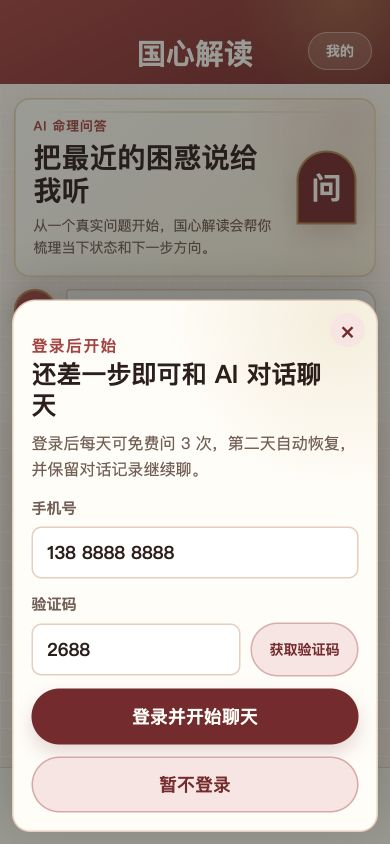 国心解读
我的
AI 命理问答
把最近的困惑说给
我听
从一个真实问题开始，国心解读会帮你
梳理当下状态和下一步方向。
问
×
登录后开始
还差一步即可和 AI 对话聊
天
登录后每天可免费问 3 次，第二天自动恢复，
并保留对话记录继续聊。
手机号
138 8888 8888
验证码
2688
获取验证码
登录并开始聊天
暂不登录